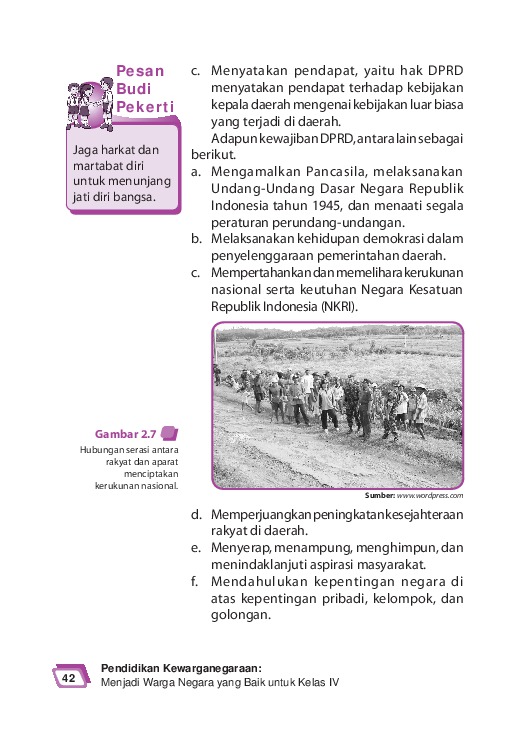 Pesan
Budi
Pekerti
Jaga harkat dan
martabat diri
untuk menunjang
jati diri bangsa.
c. Menyatakan pendapat, yaitu hak DPRD
menyatakan pendapat terhadap kebijakan
kepala daerah mengenai kebijakan luar biasa
yang terjadi di daerah.
Adapun kewajiban DPRD, antara lain sebagai
berikut.
a. Mengamalkan Pancasila, melaksanakan
Undang-Undang Dasar Negara Republik
Indonesia tahun 1945, dan menaati segala
peraturan perundang-undangan.
b. Melaksanakan kehidupan demokrasi dalam
penyelenggaraan pemerintahan daerah.
c. Mempertahankan dan memelihara kerukunan
nasional serta keutuhan Negara Kesatuan
Republik Indonesia (NKRI).
Gambar 2.7
Hubungan serasi antara
rakyat dan aparat
menciptakan
kerukunan nasional.
Sumber: www.wordpress.com
d. Memperjuangkan peningkatan kesejahteraan
rakyat di daerah.
e. Menyerap, menampung, menghimpun, dan
menindaklanjuti aspirasi masyarakat.
f. Mendahulukan kepentingan negara di
atas kepentingan pribadi, kelompok, dan
golongan.
42
Pendidikan Kewarganegaraan:
Menjadi Warga Negara yang Baik untuk Kelas IV